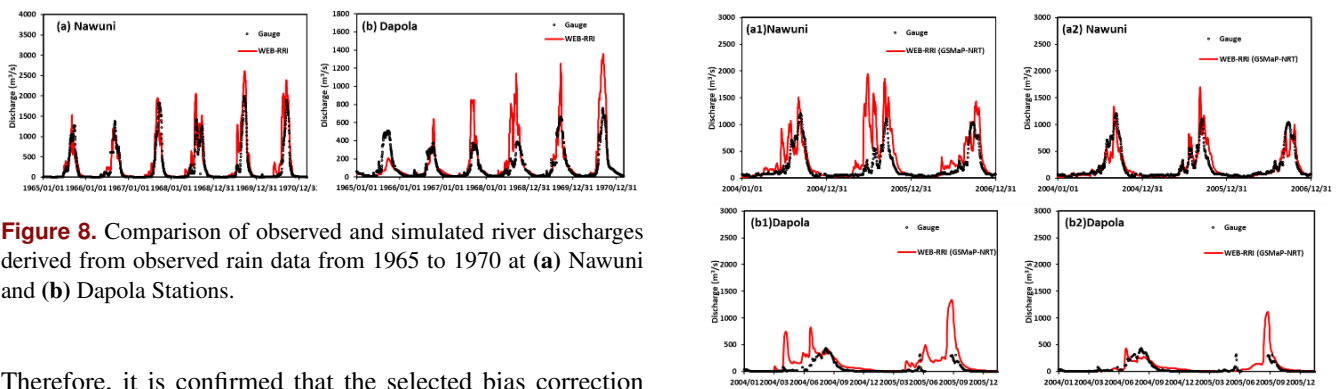 (a) Nawuni
Gauge
WEB-RRI
Discharge (m³/s)
4000
3500
3000
2500
2000
1500
1000
500
0
1965/01/01 1966/01/01 1967/01/01 1968/01/01 1968/12/31 1969/12/31 1970/12/31
(b) Dapola
Gauge
WEB-RRI
Discharge (m³/s)
1800
1600
1400
1200
1000
800
600
400
200
0
1965/01/01 1966/01/01 1967/01/01 1968/01/01 1968/12/31 1969/12/31 1970/12/31
Figure 8. Comparison of observed and simulated river discharges
derived from observed rain data from 1965 to 1970 at (a) Nawuni
and (b) Dapola Stations.
Therefore, it is confirmed that the selected bias correction
(a1)Nawuni
Gauge
WEB-RRI (GSMaP-NRT)
Discharge (m³/s)
3000
2500
2000
1500
1000
500
0
2004/01/01 2004/12/31 2005/12/31 2006/12/31
(a2) Nawuni
Gauge
WEB-RRI (GSMaP-NRT)
Discharge (m³/s)
3000
2500
2000
1500
1000
500
0
2004/01/01 2004/12/31 2005/12/31 2006/12/31
(b1)Dapola
Gauge
WEB-RRI (GSMaP-NRT)
Discharge (m³/s)
3000
2500
2000
1500
1000
500
0
2004/01 2004/03 2004/06 2004/09 2004/12 2005/03 2005/06 2005/09 2005/12
(b2)Dapola
Gauge
WEB-RRI (GSMaP-NRT)
Discharge (m³/s)
3000
2500
2000
1500
1000
500
0
2004/01 2004/03 2004/06 2004/09 2004/12 2005/03 2005/06 2005/09 2005/12